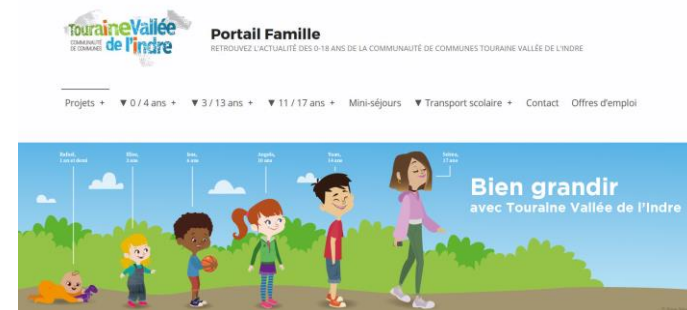 Touraine Vallée
COMMUNAUTÉ
DE COMMUNES de l'Indre
Portail Famille
RETROUVEZ L'ACTUALITÉ DES 0-18 ANS DE LA COMMUNAUTÉ DE COMMUNES TOURAINE VALLÉE DE L'INDRE
Projets + ▼ 0 / 4 ans + ▼ 3 / 13 ans + ▼ 11 / 17 ans + Mini-séjours ▼ Transport scolaire + Contact Offres d'emploi
Bien grandir
avec Touraine Vallée de l'Indre